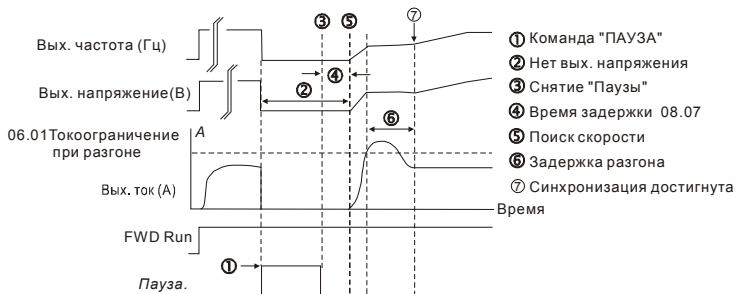 ③ ⑤ ⑦
Вых. частота (Гц)
④
Вых. напряжение(В)
②
06.01Токоограничение
при разгоне
A
⑥
Вых. ток (А)
Время
FWD Run
①
Пауза.
① Команда "ПАУЗА"
② Нет вых. напряжения
③ Снятие "Паузы"
④ Время задержки 08.07
⑤ Поиск скорости
⑥ Задержка разгона
⑦ Синхронизация достигнута